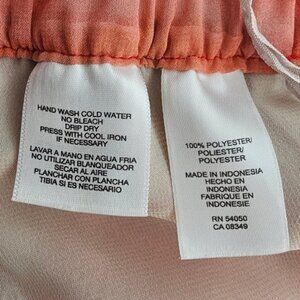 HAND WASH COLD WATER
NO BLEACH
DRIP DRY
PRESS WITH COOL IRON
IF NECESSARY
LAVAR A MANO EN AGUA FRIA
NO UTILIZAR BLANQUEADOR
SECAR AL AIRE
PLANCHAR CON PLANCHA
TIBIA SI ES NECESARIO
100% POLYESTER/
POLIESTER/
POLYESTER
MADE IN INDONESIA
HECHO EN
INDONESIA
FABRIQUE EN
INDONESIE
RN 54050
CA 08349